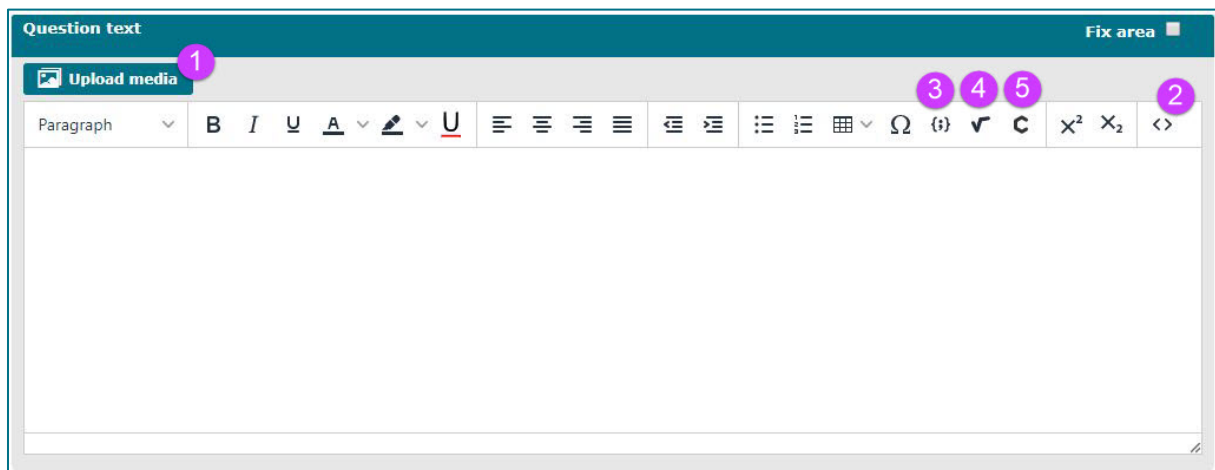 Question text Fix area
1
Upload media
3 4 5 2
Paragraph B I U A U Ω {;} √ C X² X₂ <>